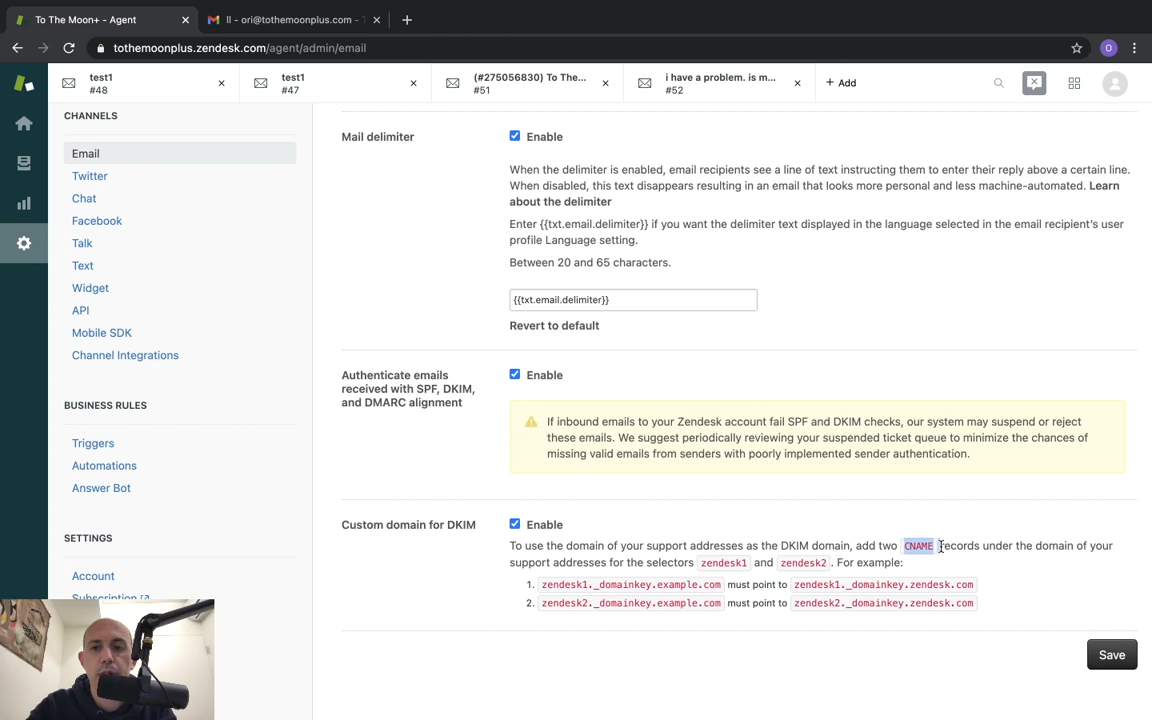 To The Moon+ - Agent
ll - ori@tothemoonplus.com -
tothemoonplus.zendesk.com/agent/admin/email
O
test1
#48
test1
#47
(#275056830) To The...
#51
i have a problem. is m...
#52
+ Add
CHANNELS
Email
Twitter
Chat
Facebook
Talk
Text
Widget
API
Mobile SDK
Channel Integrations
BUSINESS RULES
Triggers
Automations
Answer Bot
SETTINGS
Account
Subscription
Mail delimiter
Enable
When the delimiter is enabled, email recipients see a line of text instructing them to enter their reply above a certain line.
When disabled, this text disappears resulting in an email that looks more personal and less machine-automated. Learn
about the delimiter
Enter {{txt.email.delimiter}} if you want the delimiter text displayed in the language selected in the email recipient's user
profile Language setting.
Between 20 and 65 characters.
{{txt.email.delimiter}}
Revert to default
Authenticate emails
received with SPF, DKIM,
and DMARC alignment
Enable
If inbound emails to your Zendesk account fail SPF and DKIM checks, our system may suspend or reject
these emails. We suggest periodically reviewing your suspended ticket queue to minimize the chances of
missing valid emails from senders with poorly implemented sender authentication.
Custom domain for DKIM
Enable
To use the domain of your support addresses as the DKIM domain, add two CNAME records under the domain of your
support addresses for the selectors zendesk1 and zendesk2. For example:
1. zendesk1._domainkey.example.com must point to zendesk1._domainkey.zendesk.com
2. zendesk2._domainkey.example.com must point to zendesk2._domainkey.zendesk.com
Save